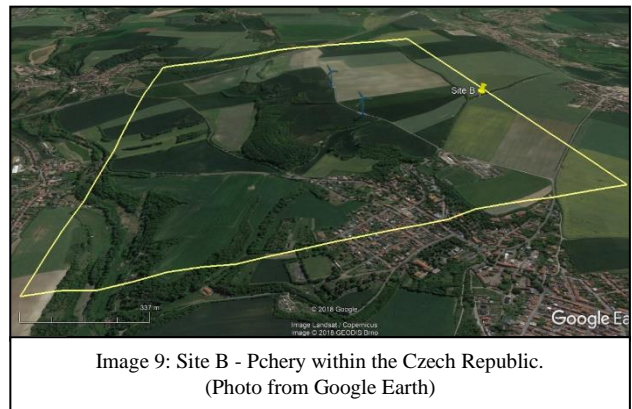 Site B
337 m
© 2018 Google
Image Landsat / Copernicus
Image © 2018 GEODIS Brno
Google Ea
Image 9: Site B - Pchery within the Czech Republic.
(Photo from Google Earth)